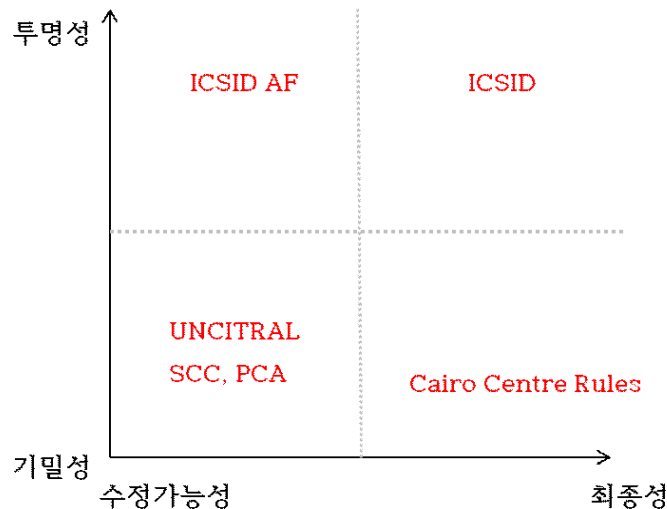 투명성
ICSID AF
ICSID
UNCITRAL
SCC, PCA
Cairo Centre Rules
기밀성
수정가능성
최종성